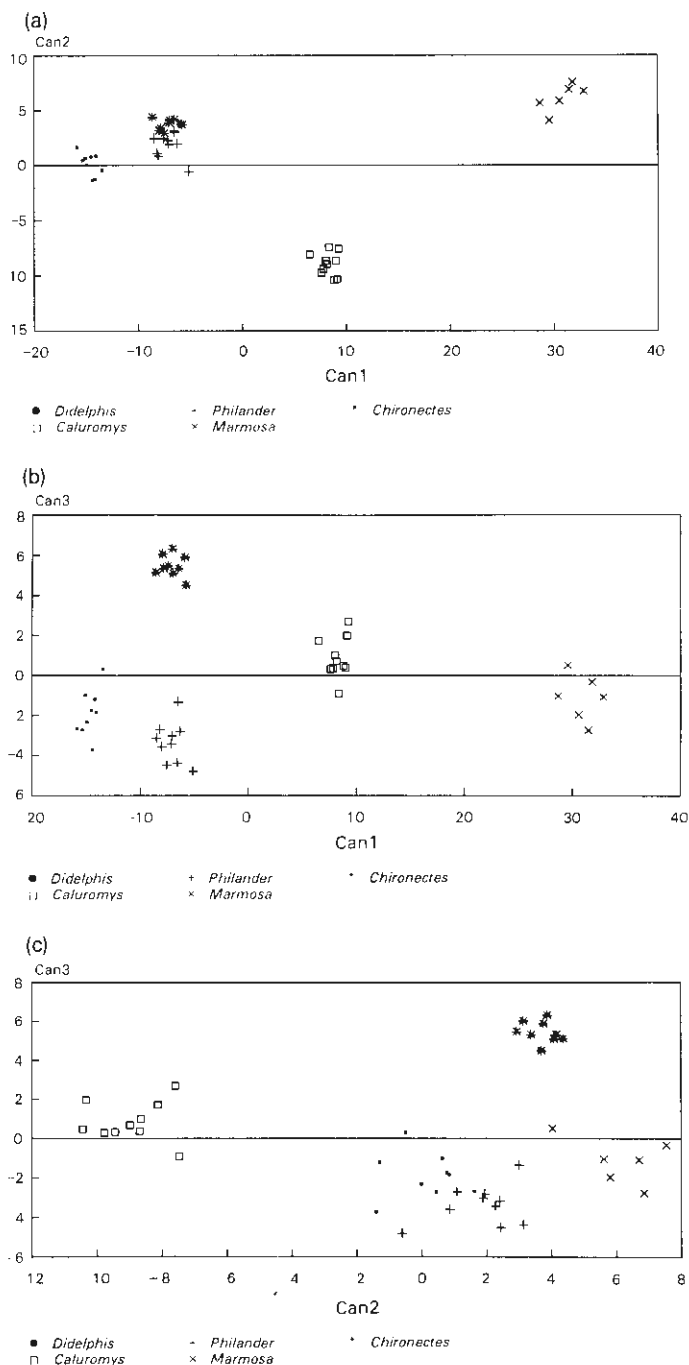 (a)
Can2
10
5
0
-5
10
15
-20 -10 0 10 20 30 40
Can1
Didelphis Philander Chironectes
Caluromys Marmosa
(b)
Can3
8
6
4
2
0
2
-4
6
20 -10 0 10 20 30 40
Can1
Didelphis Philander Chironectes
Caluromys Marmosa
(c)
Can3
8
6
4
2
0
-2
-4
-6
12 10 -8 6 4 2 0 2 4 6 8
Can2
Didelphis Philander Chironectes
Caluromys Marmosa